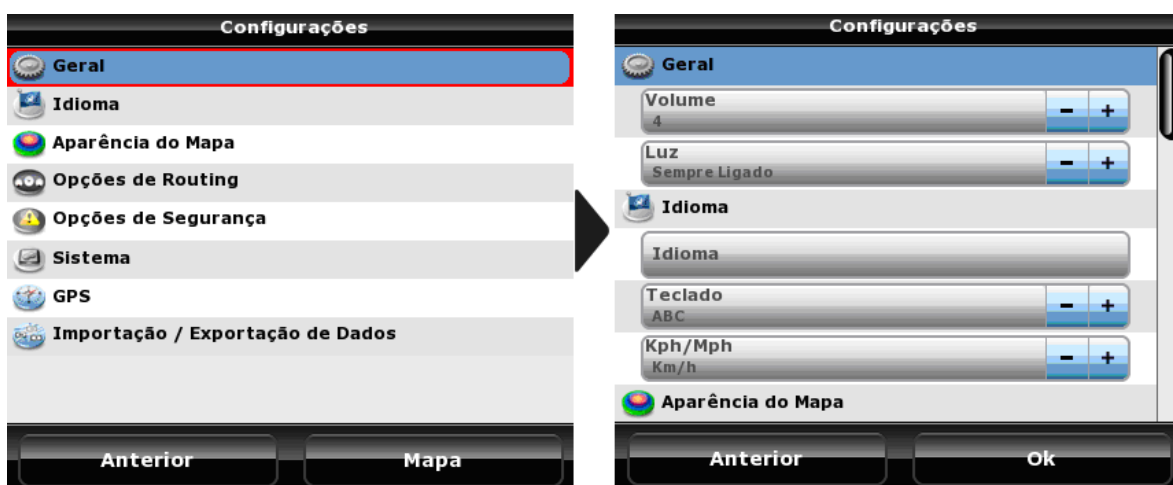 Configurações
Geral
Idioma
Aparência do Mapa
Opções de Routing
Opções de Segurança
Sistema
GPS
Importação / Exportação de Dados
Anterior
Mapa
Configurações
Geral
Volume
4
- +
Luz
Sempre Ligado
- +
Idioma
Idioma
Teclado
ABC
- +
Kph/Mph
Km/h
- +
Aparência do Mapa
Anterior
Ok